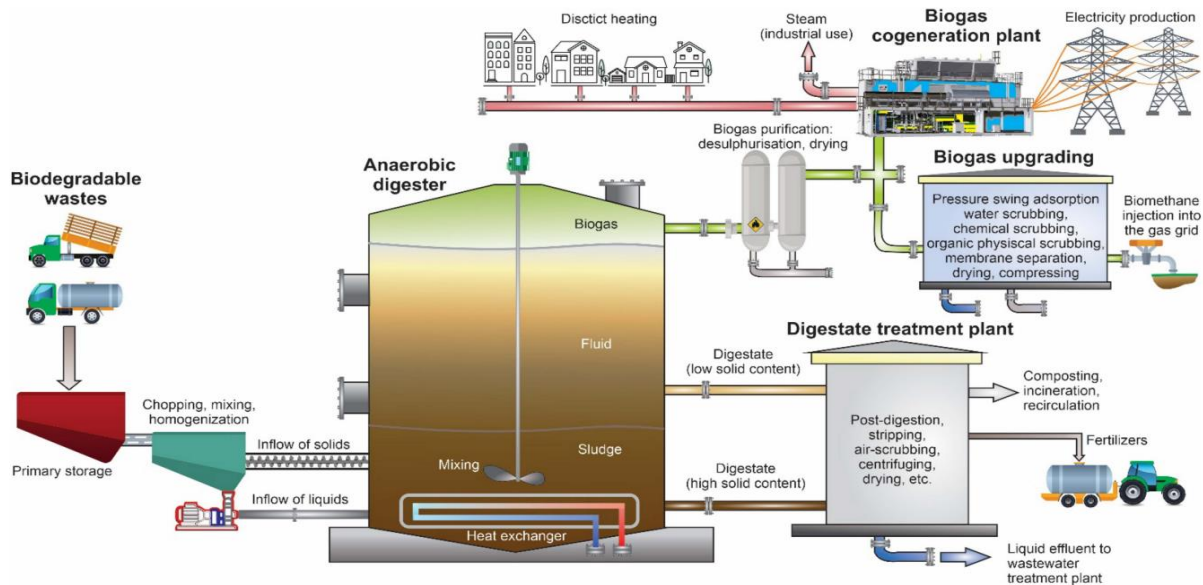 Disctict heating
Steam
(industrial use)
Biogas
cogeneration plant
Electricity production
Biogas purification:
desulphurisation, drying
Biogas upgrading
Pressure swing adsorption
water scrubbing,
chemical scrubbing,
organic physiscal scrubbing,
membrane separation,
drying, compressing
Biomethane
injection into
the gas grid
Biodegradable
wastes
Anaerobic
digester
Biogas
Fluid
Sludge
Mixing
Heat exchanger
Primary storage
Chopping, mixing,
homogenization
Inflow of solids
Inflow of liquids
Digestate
(low solid content)
Digestate
(high solid content)
Digestate treatment plant
Post-digestion,
stripping,
air-scrubbing,
centrifuging,
drying, etc.
Composting,
incineration,
recirculation
Fertilizers
Liquid effluent to
wastewater
treatment plant